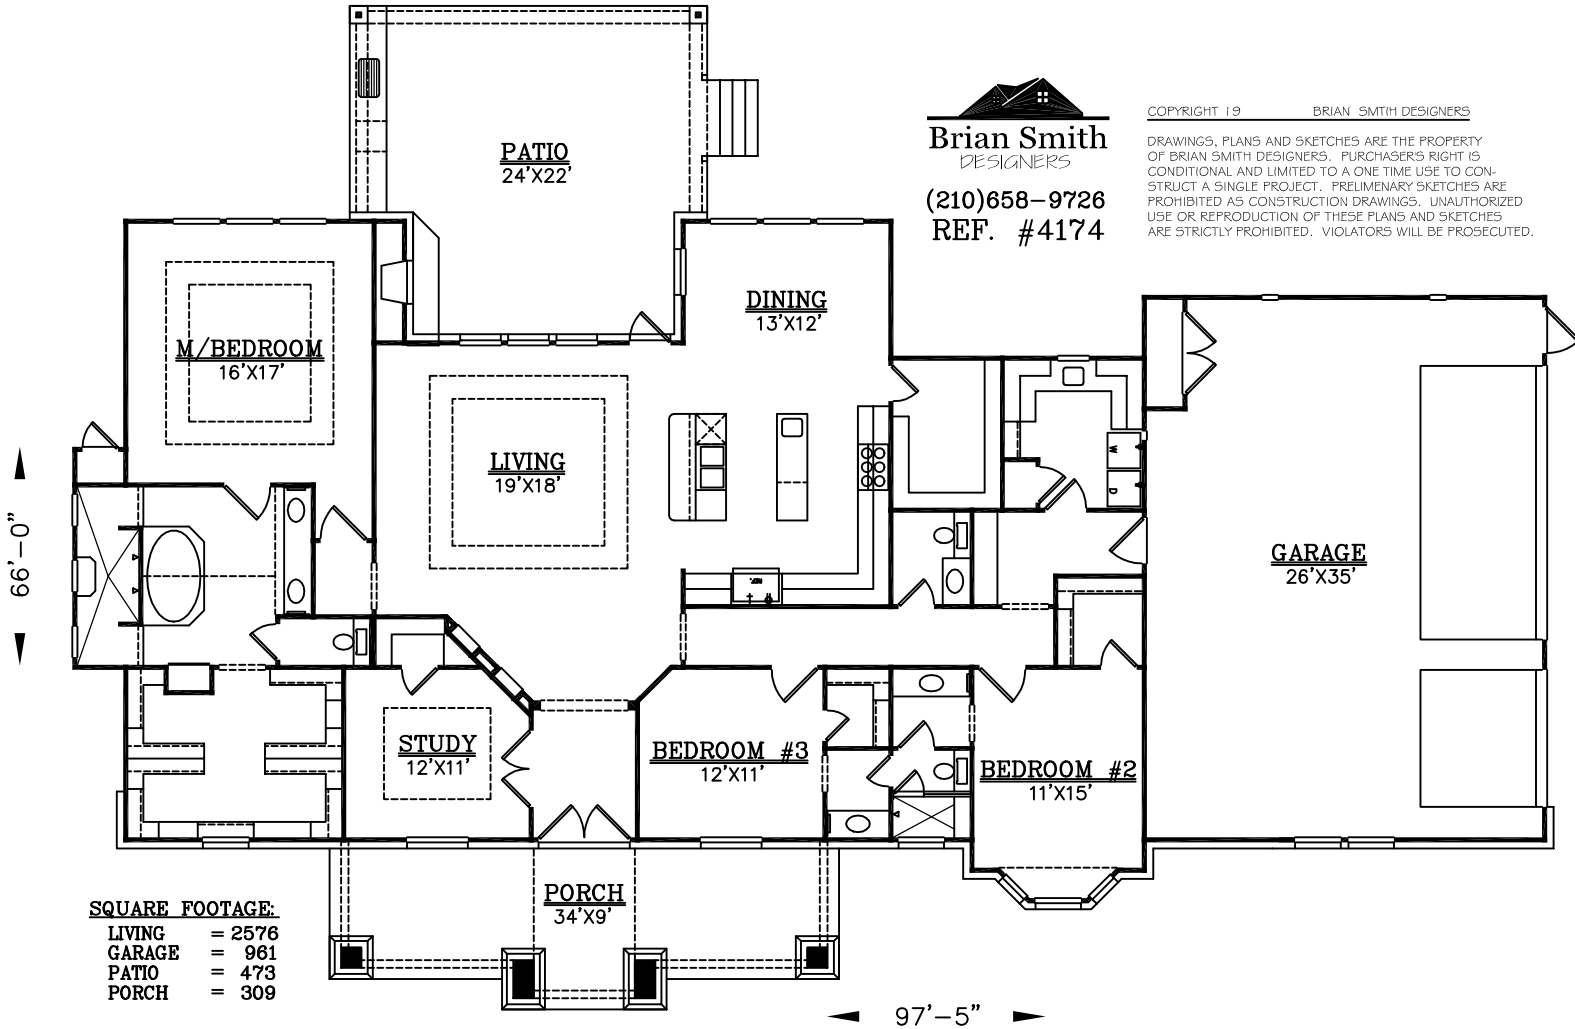 PATIO
24'X22'
Brian Smith
DESIGNERS
(210)658-9726
REF. #4174
COPYRIGHT 19 BRIAN SMTIH DESIGNERS
DRAWINGS, PLANS AND SKETCHES ARE THE PROPERTY
OF BRIAN SMITH DESIGNERS. PURCHASER'S RIGHT IS
CONDITIONAL AND LIMITED TO A ONE TIME USE TO CON-
STRUCT A SINGLE PROJECT. PRELIMENARY SKETCHES ARE
PROHIBITED AS CONSTRUCTION DRAWINGS. UNAUTHORIZED
USE OR REPRODUCTION OF THESE PLANS AND SKETCHES
ARE STRICTLY PROHIBITED. VIOLATORS WILL BE PROSECUTED.
DINING
13'X12'
M/BEDROOM
16'X17'
LIVING
19'X18'
W
D
GARAGE
26'X35'
66'-0"
REF.
STUDY
12'X11'
BEDROOM #3
12'X11'
BEDROOM #2
11'X15'
PORCH
34'X9'
SQUARE FOOTAGE:
LIVING = 2576
GARAGE = 961
PATIO = 473
PORCH = 309
97'-5"